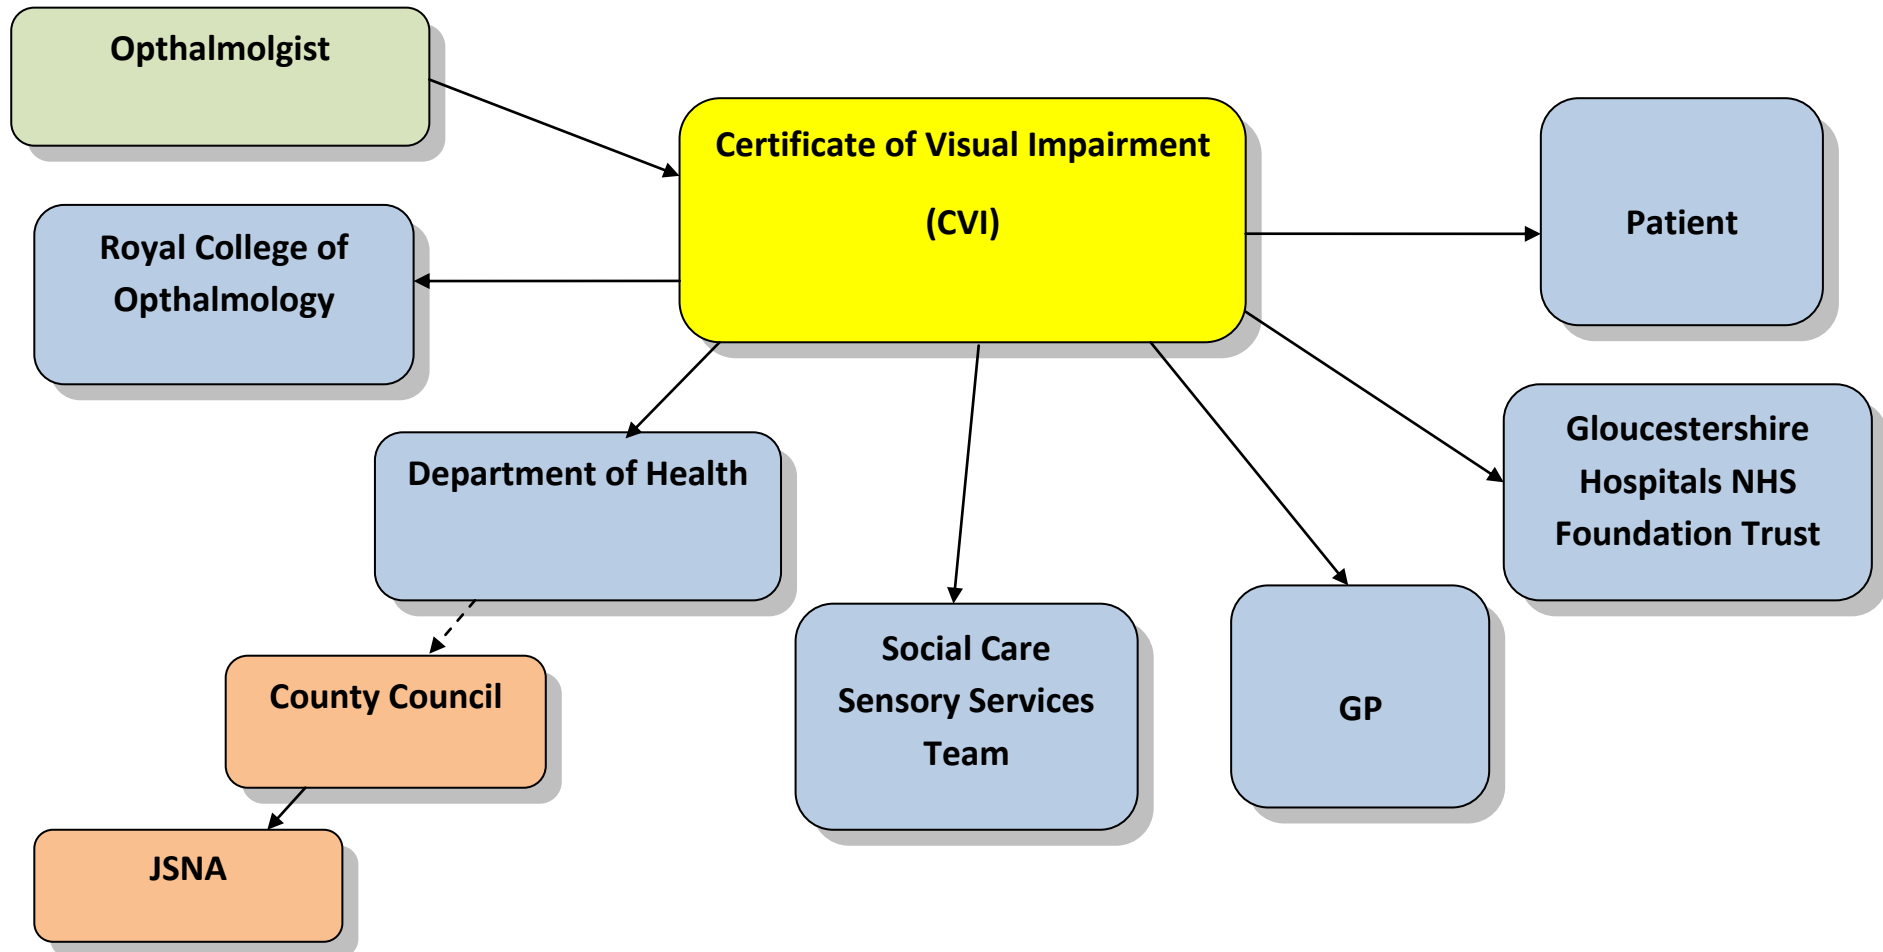 Opthalmolgist
Certificate of Visual Impairment
(CVI)
Patient
Royal College of
Opthalmology
Gloucestershire
Hospitals NHS
Foundation Trust
Department of Health
Social Care
Sensory Services
Team
GP
County Council
JSNA